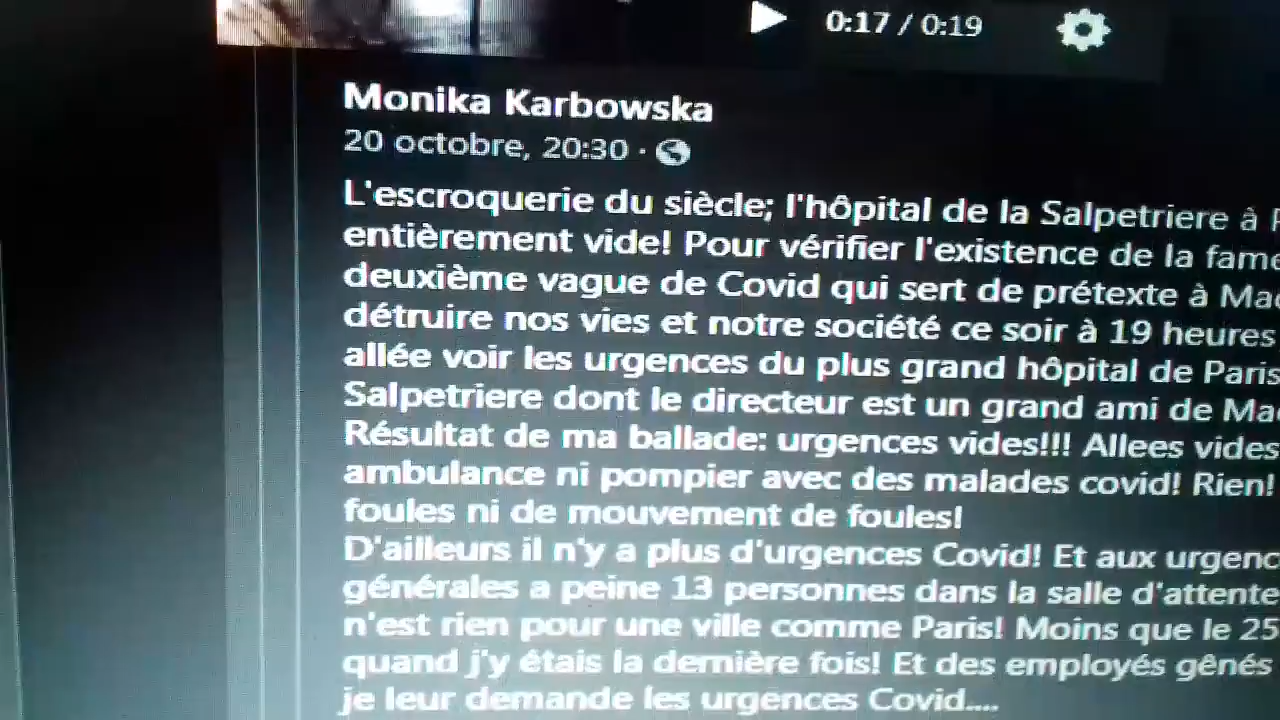 0:17 / 0:19
Monika Karbowska
20 octobre, 20:30 ·
L'escroquerie du siècle; l'hôpital de la Salpetriere à
entièrement vide! Pour vérifier l'existence de la
deuxième vague de Covid qui sert de prétexte à
détruire nos vies et notre société ce soir à 19 heures
allée voir les urgences du plus grand hôpital de Paris
Salpetriere dont le directeur est un grand ami de
Résultat de ma ballade: urgences vides!!! Allees vides
ambulance ni pompier avec des malades covid! Rien!
foules ni de mouvement de foules!
D'ailleurs il n'y a plus d'urgences Covid! Et aux
générales a peine 13 personnes dans la salle d'attente
n'est rien pour une ville comme Paris! Moins que le 25
quand j'y étais la dernière fois! Et des employés gênés
je leur demande les urgences Covid....